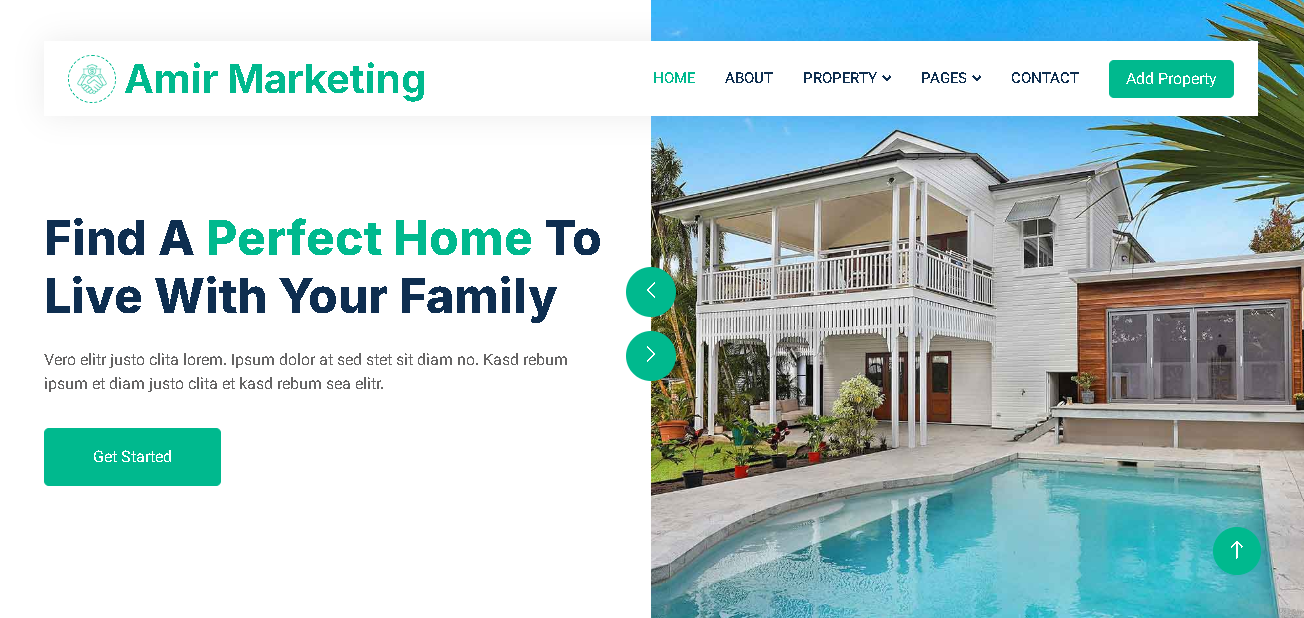 Amir Marketing
HOME ABOUT PROPERTY PAGES CONTACT Add Property
Find A Perfect Home To
Live With Your Family
Vero elitr justo clita lorem. Ipsum dolor at sed stet sit diam no. Kasd rebum
ipsum et diam justo clita et kasd rebum sea elitr.
Get Started